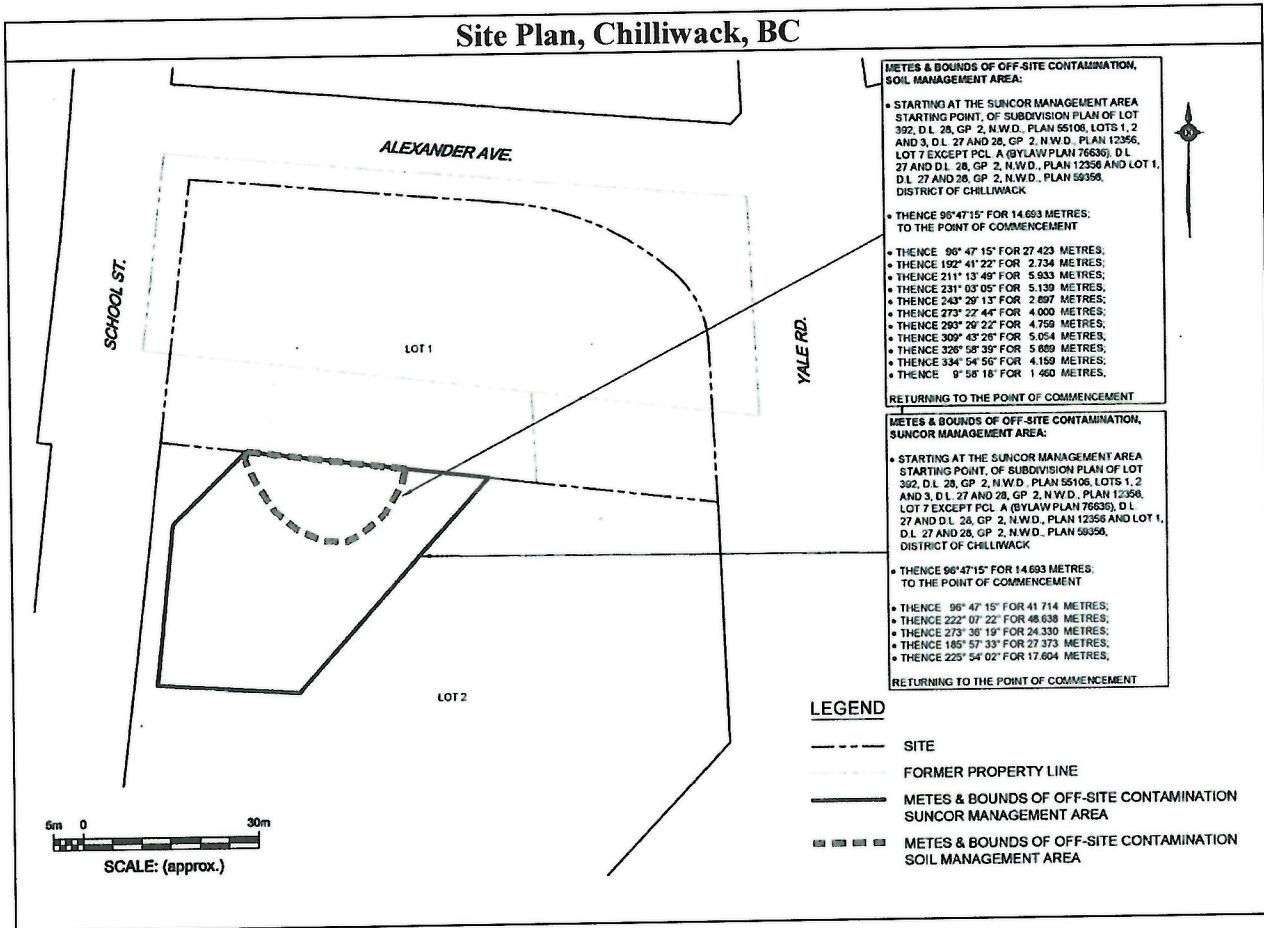 Site Plan, Chilliwack, BC
ALEXANDER AVE.
SCHOOL ST.
YALE RD.
LOT 1
LOT 2
METES & BOUNDS OF OFF-SITE CONTAMINATION,
SOIL MANAGEMENT AREA:
• STARTING AT THE SUNCOR MANAGEMENT AREA
STARTING POINT, OF SUBDIVISION PLAN OF LOT
392, D.L. 28, GP 2, N.W.D., PLAN 55106, LOTS 1, 2
AND 3, D.L. 27 AND 28, GP 2, N.W.D., PLAN 12356,
LOT 7 EXCEPT PCL. A (BYLAW PLAN 76636), D.L.
27 AND D.L. 28, GP 2, N.W.D., PLAN 12356 AND LOT 1,
D.L. 27 AND 28, GP 2, N.W.D., PLAN 59356,
DISTRICT OF CHILLIWACK
• THENCE 96°47'15" FOR 14.693 METRES;
TO THE POINT OF COMMENCEMENT
• THENCE 96° 47' 15" FOR 27.423 METRES;
• THENCE 192° 41' 22" FOR 2.734 METRES;
• THENCE 211° 13' 49" FOR 5.933 METRES;
• THENCE 231° 03' 05" FOR 5.139 METRES;
• THENCE 243° 29' 13" FOR 2.897 METRES;
• THENCE 273° 22' 44" FOR 4.000 METRES;
• THENCE 293° 29' 22" FOR 4.759 METRES;
• THENCE 309° 43' 26" FOR 5.054 METRES;
• THENCE 326° 58' 39" FOR 5.689 METRES;
• THENCE 334° 54' 56" FOR 4.159 METRES;
• THENCE 9° 58' 18" FOR 1.460 METRES,
RETURNING TO THE POINT OF COMMENCEMENT
METES & BOUNDS OF OFF-SITE CONTAMINATION,
SUNCOR MANAGEMENT AREA:
• STARTING AT THE SUNCOR MANAGEMENT AREA
STARTING POINT, OF SUBDIVISION PLAN OF LOT
392, D.L. 28, GP 2, N.W.D., PLAN 55106, LOTS 1, 2
AND 3, D.L. 27 AND 28, GP 2, N.W.D., PLAN 12356,
LOT 7 EXCEPT PCL. A (BYLAW PLAN 76636), D.L.
27 AND D.L. 28, GP 2, N.W.D., PLAN 12356 AND LOT 1,
D.L. 27 AND 28, GP 2, N.W.D., PLAN 59356,
DISTRICT OF CHILLIWACK
• THENCE 96°47'15" FOR 14.693 METRES;
TO THE POINT OF COMMENCEMENT
• THENCE 96° 47' 15" FOR 41.714 METRES;
• THENCE 222° 07' 22" FOR 48.638 METRES;
• THENCE 273° 36' 19" FOR 24.330 METRES;
• THENCE 185° 57' 33" FOR 27.373 METRES;
• THENCE 225° 54' 02" FOR 17.604 METRES,
RETURNING TO THE POINT OF COMMENCEMENT
N
LEGEND
SITE
FORMER PROPERTY LINE
METES & BOUNDS OF OFF-SITE CONTAMINATION
SUNCOR MANAGEMENT AREA
METES & BOUNDS OF OFF-SITE CONTAMINATION
SOIL MANAGEMENT AREA
5m 0 30m
SCALE: (approx.)